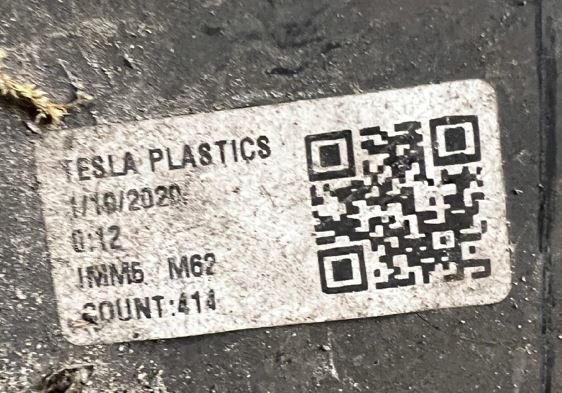 TESLA PLASTICS
1/10/2020
0:12
IMM5 M62
COUNT:414